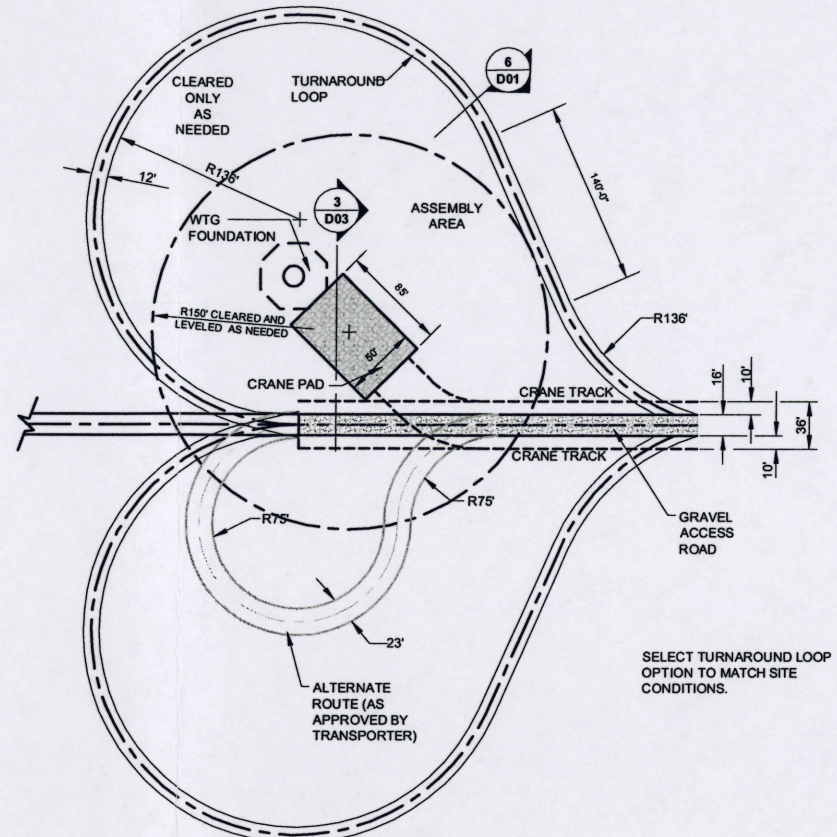 CLEARED
ONLY
AS
NEEDED
TURNAROUND
LOOP
6
D01
140'-0"
R136'
12'
3
D03
ASSEMBLY
AREA
WTG
FOUNDATION
85'
R150' CLEARED AND
LEVELED AS NEEDED
50'
R136'
CRANE PAD
CRANE TRACK
16'
10'
36'
CRANE TRACK
10'
R75'
R75'
GRAVEL
ACCESS
ROAD
23'
SELECT TURNAROUND LOOP
OPTION TO MATCH SITE
CONDITIONS.
ALTERNATE
ROUTE (AS
APPROVED BY
TRANSPORTER)